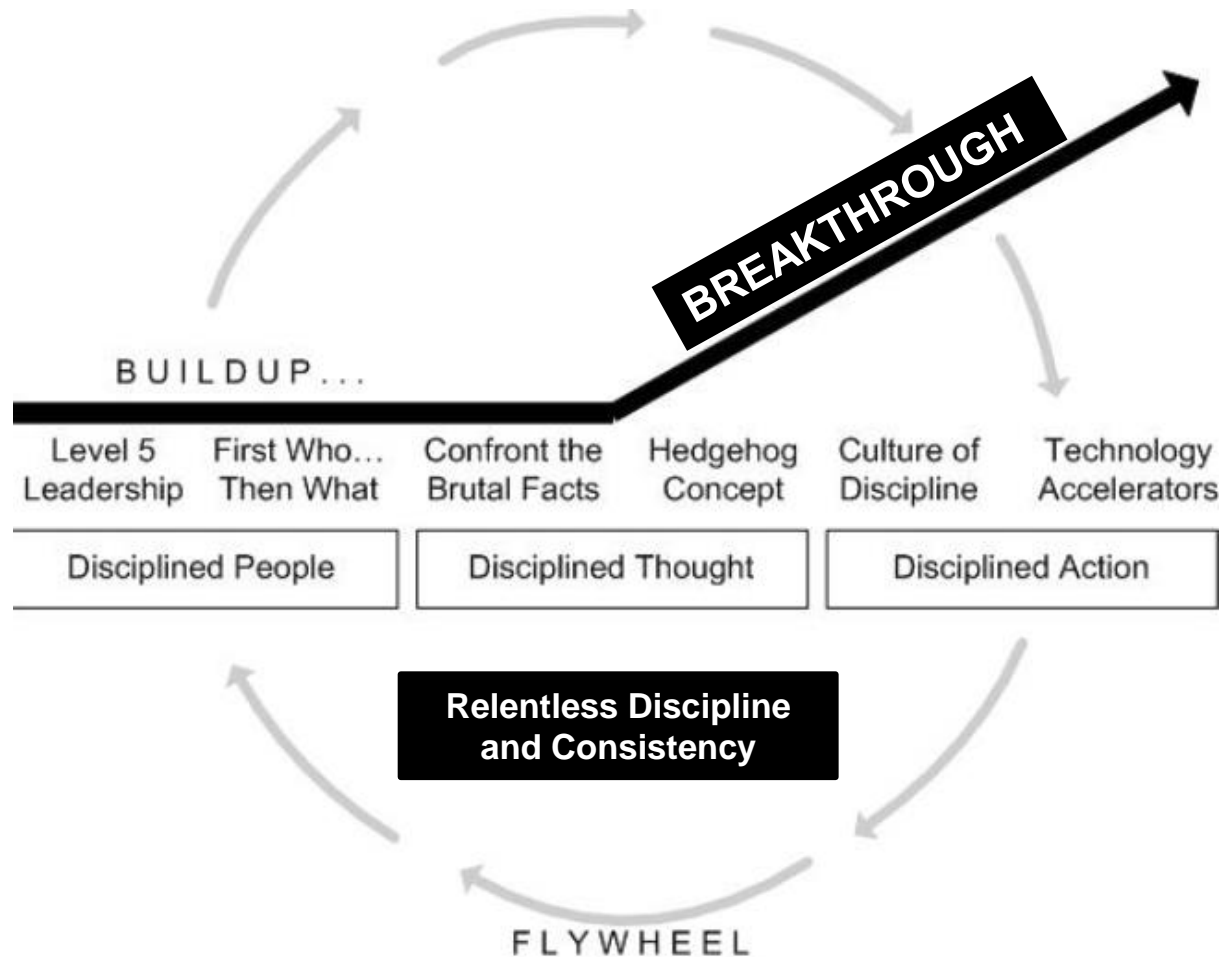 BREAKTHROUGH
BUILDUP...
Level 5
Leadership
First Who...
Then What
Confront the
Brutal Facts
Hedgehog
Concept
Culture of
Discipline
Technology
Accelerators
Disciplined People
Disciplined Thought
Disciplined Action
Relentless Discipline
and Consistency
FLYWHEEL